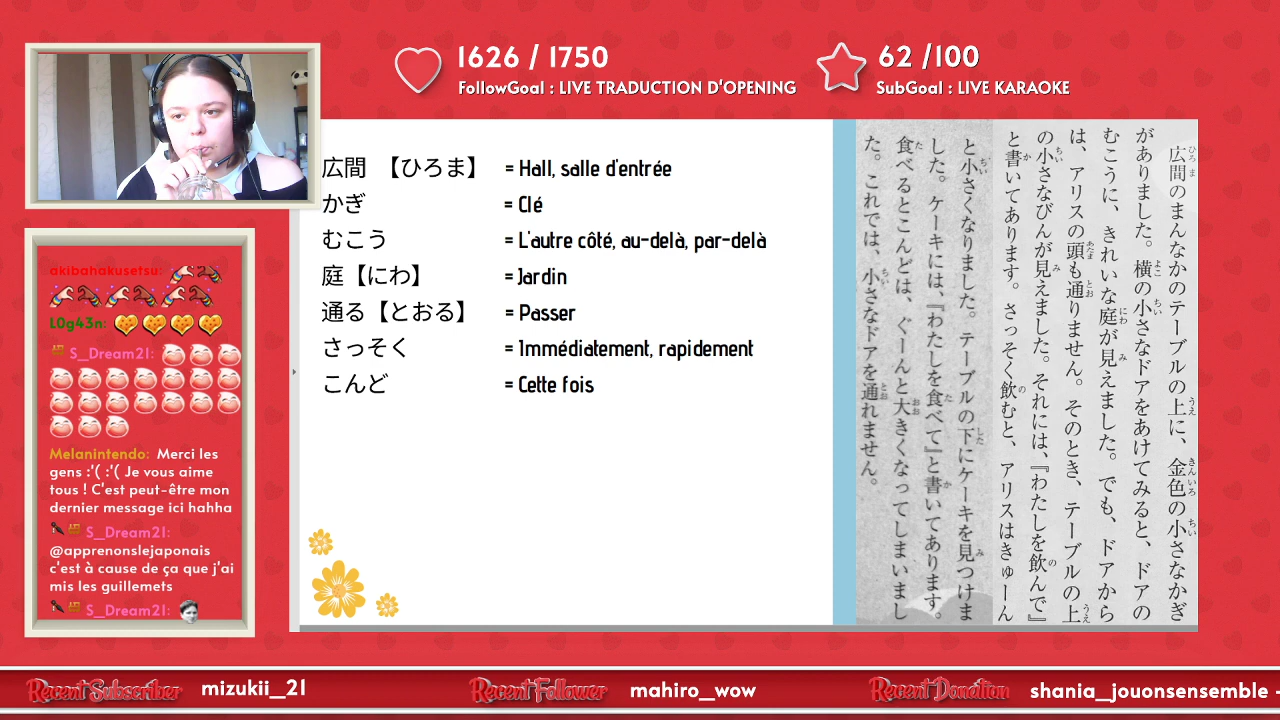 1626 / 1750
FollowGoal : LIVE TRADUCTION D'OPENING
62 /100
SubGoal : LIVE KARAOKE
広間 【ひろま】 = Hall, salle d'entrée
かぎ = Clé
むこう = L'autre côté, au-delà, par-delà
庭【にわ】 = Jardin
通る【とおる】 = Passer
さっそく = Immédiatement, rapidement
こんど = Cette fois
広間のまんなかのテーブルの上に、金色の小さなかぎ
がありました。横の小さなドアをあけてみると、ドアの
むこうに、きれいな庭が見えました。でも、ドアから
は、アリスの頭も通りません。そのとき、テーブルの上
の小さなびんが見えました。それには、『わたしを飲んで』
と書いてあります。さっそく飲むと、アリスはきゅーん
と小さくなりました。テーブルの下にケーキを見つけま
した。ケーキには、『わたしを食べて』と書いてあります。
食べるとこんどは、ぐーんと大きくなってしまいまし
た。これでは、小さなドアを通れません。
akibahakusetsu:
L0g43n:
S_Dream21:
Melanintendo: Merci les
gens :'( :'( Je vous aime
tous ! C'est peut-être mon
dernier message ici hahha
S_Dream21:
@apprenonslejaponais
c'est à cause de ça que j'ai
mis les guillemets
S_Dream21:
Recent Subscriber mizukii_21
Recent Follower mahiro_wow
Recent Donation shania_jouonsensemble -